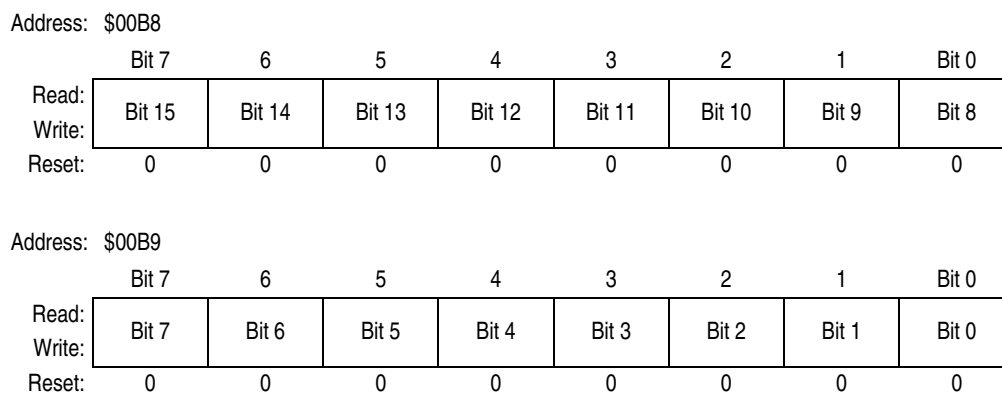 Address: $00B8
Bit 7 6 5 4 3 2 1 Bit 0
Read:
Bit 15 Bit 14 Bit 13 Bit 12 Bit 11 Bit 10 Bit 9 Bit 8
Write:
Reset: 0 0 0 0 0 0 0 0
Address: $00B9
Bit 7 6 5 4 3 2 1 Bit 0
Read:
Bit 7 Bit 6 Bit 5 Bit 4 Bit 3 Bit 2 Bit 1 Bit 0
Write:
Reset: 0 0 0 0 0 0 0 0